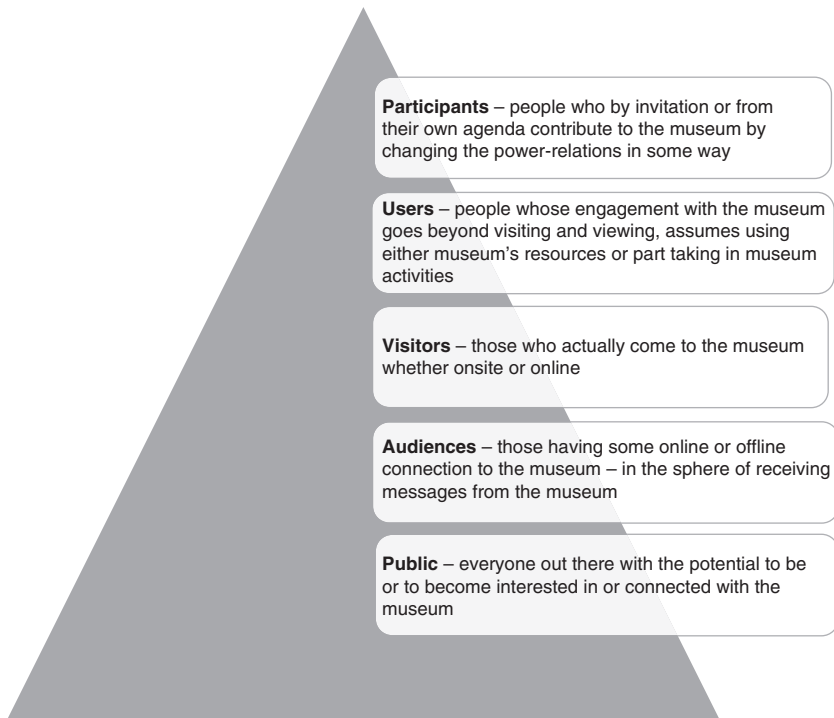 Participants – people who by invitation or from
their own agenda contribute to the museum by
changing the power-relations in some way
Users – people whose engagement with the museum
goes beyond visiting and viewing, assumes using
either museum's resources or part taking in museum
activities
Visitors – those who actually come to the museum
whether onsite or online
Audiences – those having some online or offline
connection to the museum – in the sphere of receiving
messages from the museum
Public – everyone out there with the potential to be
or to become interested in or connected with the
museum